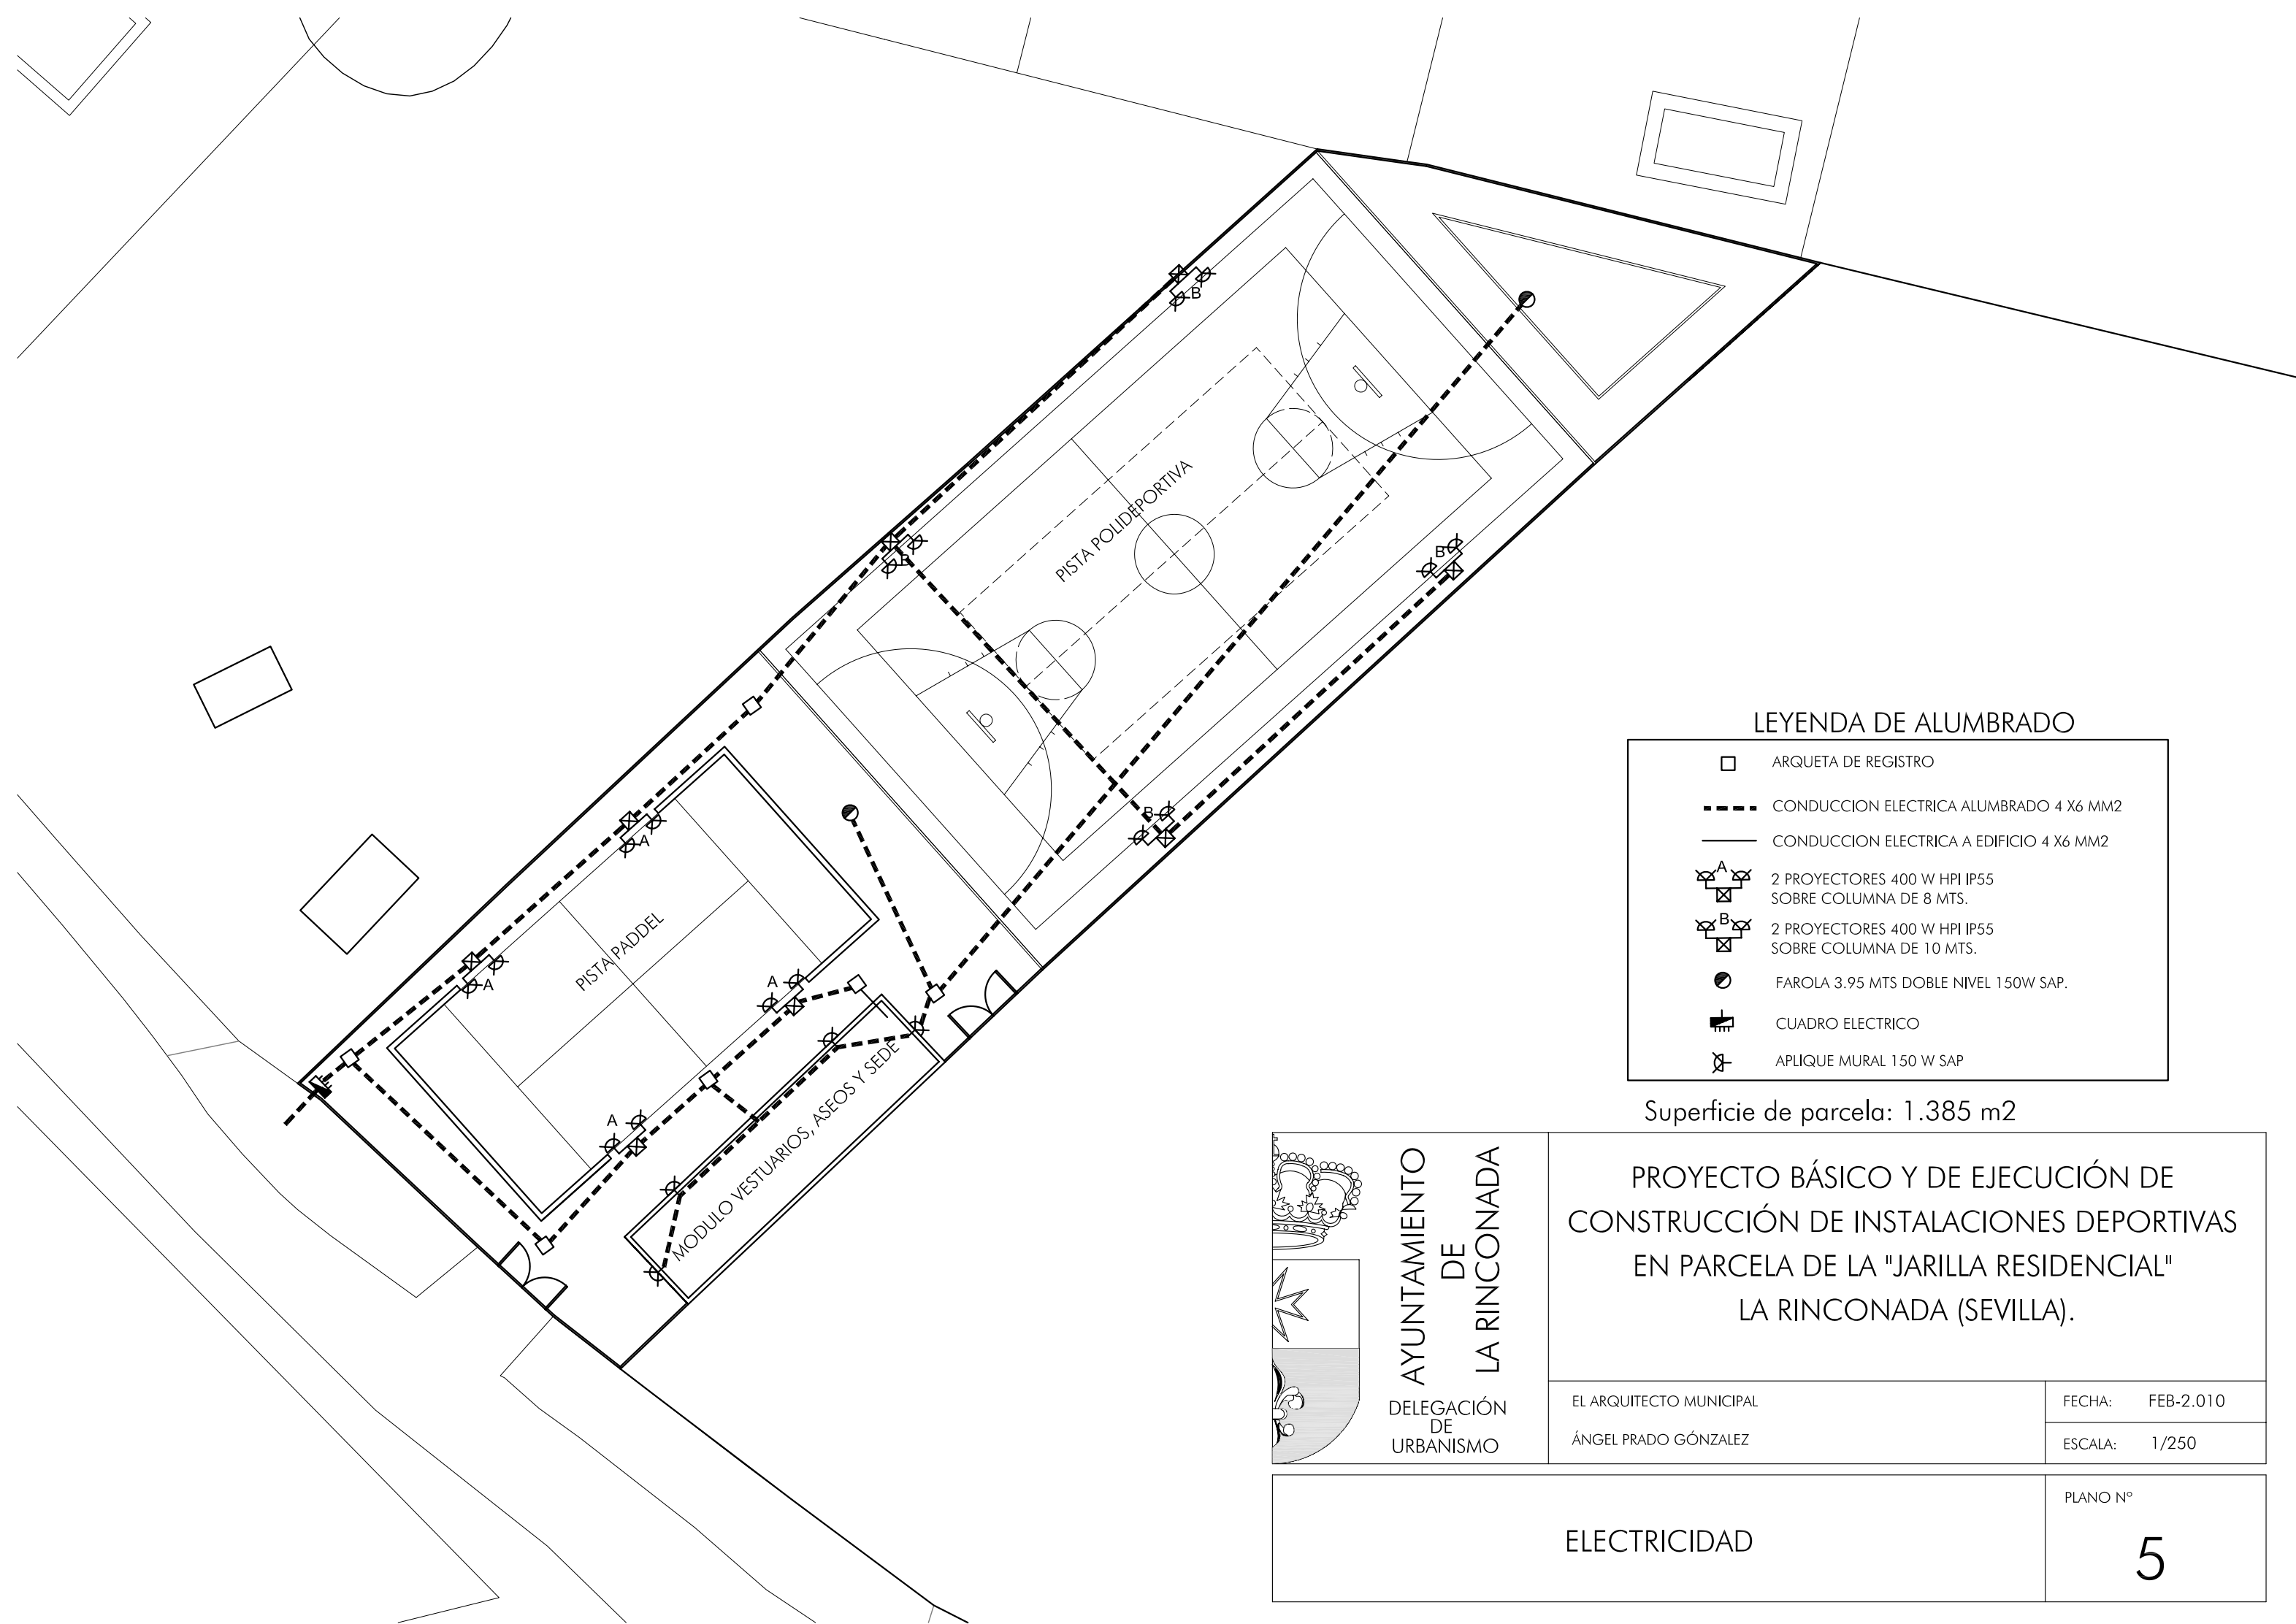 B
B
B
B
PISTA POLIDEPORTIVA
A
A
A
A
PISTA PADDEL
MODULO VESTUARIOS, ASEOS Y SEDE
LEYENDA DE ALUMBRADO
ARQUETA DE REGISTRO
CONDUCCION ELECTRICA ALUMBRADO 4 X6 MM2
CONDUCCION ELECTRICA A EDIFICIO 4 X6 MM2
A
2 PROYECTORES 400 W HPI IP55
SOBRE COLUMNA DE 8 MTS.
B
2 PROYECTORES 400 W HPI IP55
SOBRE COLUMNA DE 10 MTS.
FAROLA 3.95 MTS DOBLE NIVEL 150W SAP.
CUADRO ELECTRICO
APLIQUE MURAL 150 W SAP
Superficie de parcela: 1.385 m2
AYUNTAMIENTO
DE
LA RINCONADA
DELEGACIÓN
DE
URBANISMO
PROYECTO BÁSICO Y DE EJECUCIÓN DE
CONSTRUCCIÓN DE INSTALACIONES DEPORTIVAS
EN PARCELA DE LA "JARILLA RESIDENCIAL"
LA RINCONADA (SEVILLA).
EL ARQUITECTO MUNICIPAL
ÁNGEL PRADO GÓNZALEZ
FECHA: FEB-2.010
ESCALA: 1/250
ELECTRICIDAD
PLANO Nº
5